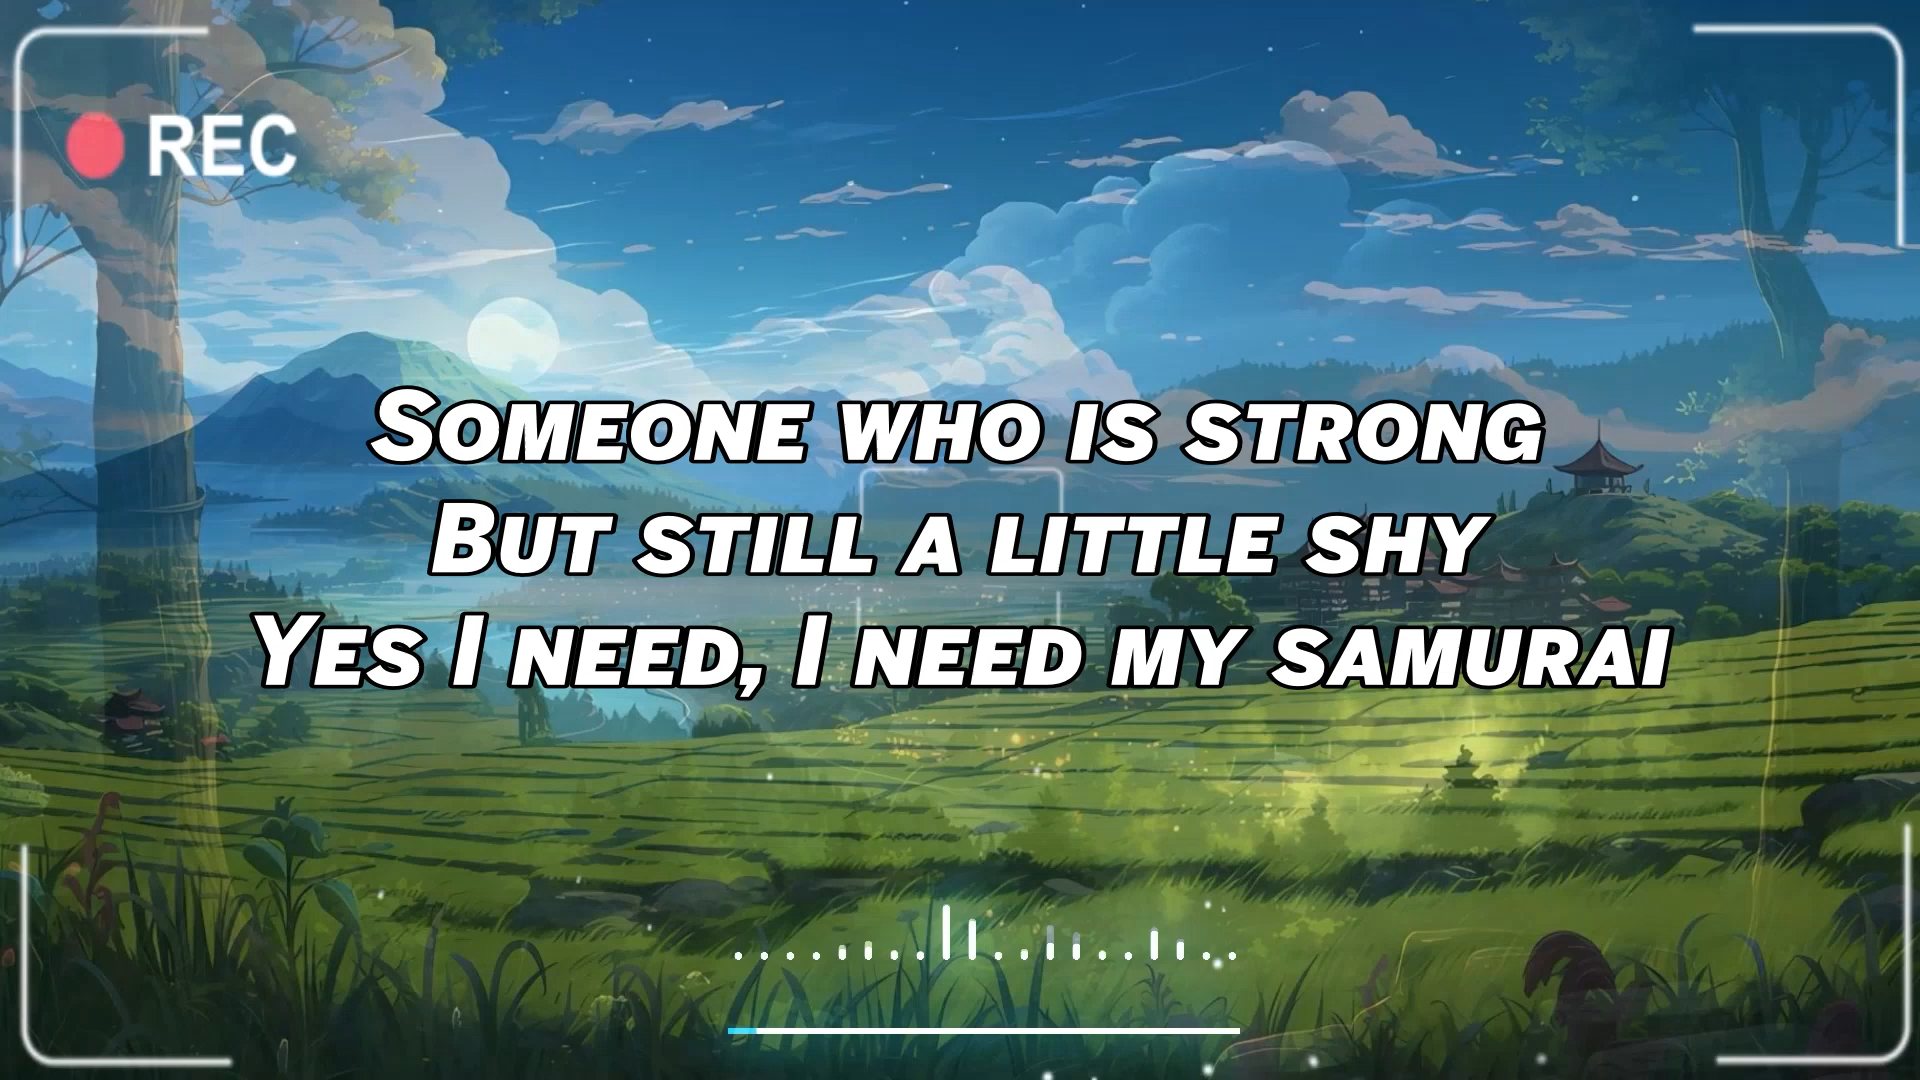 REC
Someone who is strong
But still a little shy
Yes I need, I need my samurai